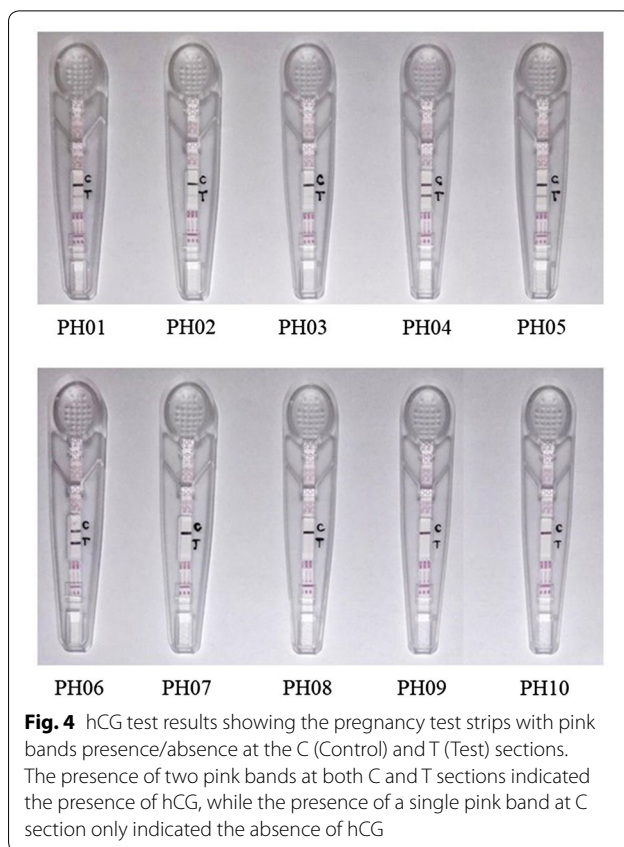 C C C C C
T T T T T
PH01 PH02 PH03 PH04 PH05
C C C C C
T T T T T
PH06 PH07 PH08 PH09 PH10
Fig. 4 hCG test results showing the pregnancy test strips with pink
bands presence/absence at the C (Control) and T (Test) sections.
The presence of two pink bands at both C and T sections indicated
the presence of hCG, while the presence of a single pink band at C
section only indicated the absence of hCG